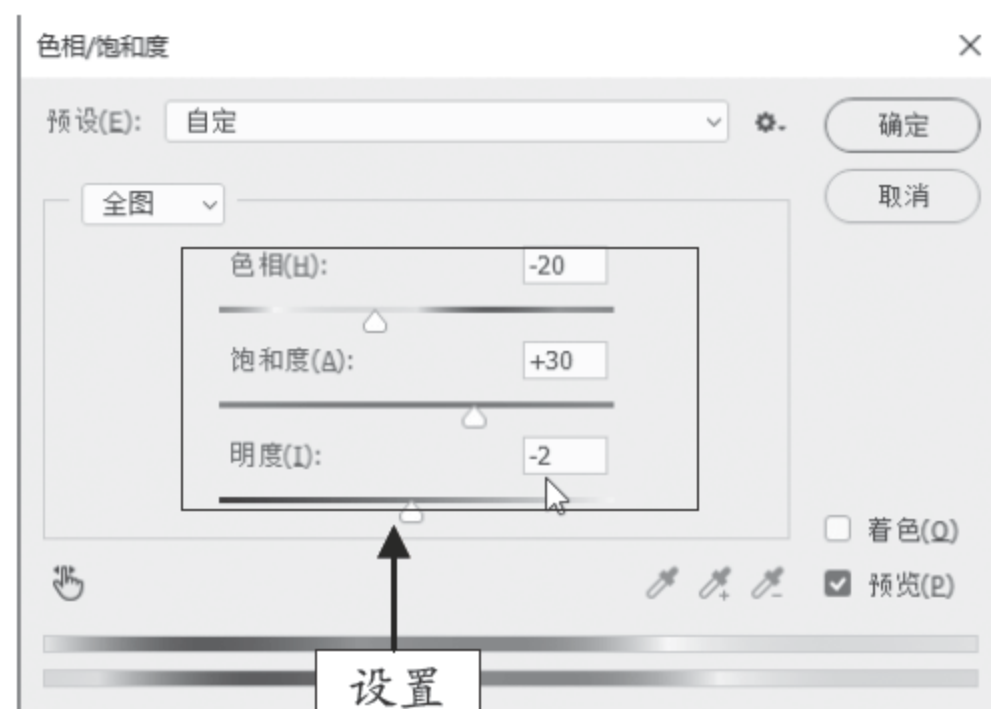 色相/饱和度
预设(E): 自定
确定
全图
取消
色相(H): -20
饱和度(A): +30
明度(I): -2
着色(O)
预览(P)
设置